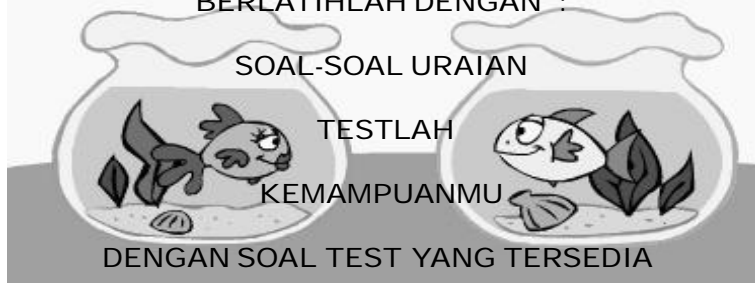 BERLATIHLAH DENGAN :
SOAL-SOAL URAIAN
TESTLAH
KEMAMPUANMU
DENGAN SOAL TEST YANG TERSEDIA